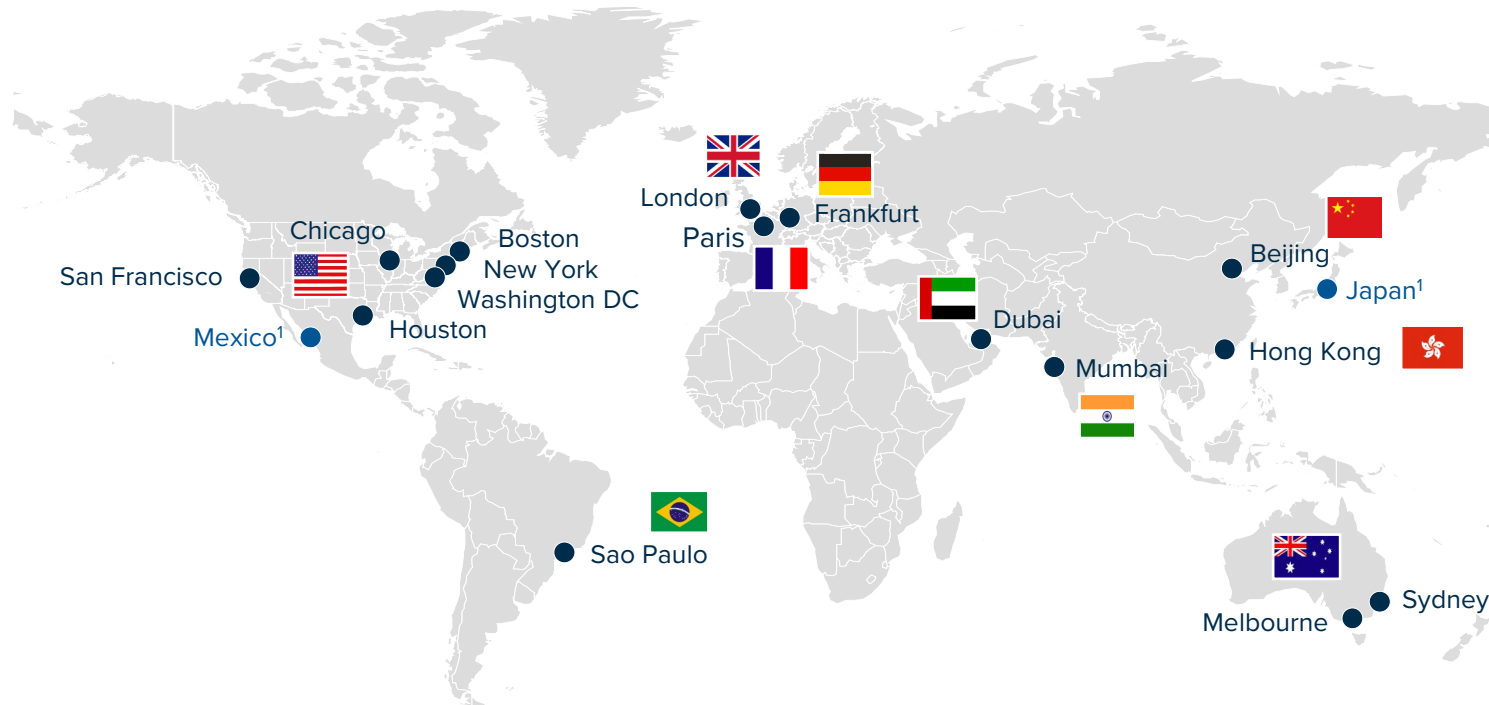 London
Frankfurt
Paris
Chicago
Boston
New York
Washington DC
San Francisco
Houston
Mexico¹
Beijing
Japan¹
Dubai
Hong Kong
Mumbai
Sao Paulo
Sydney
Melbourne